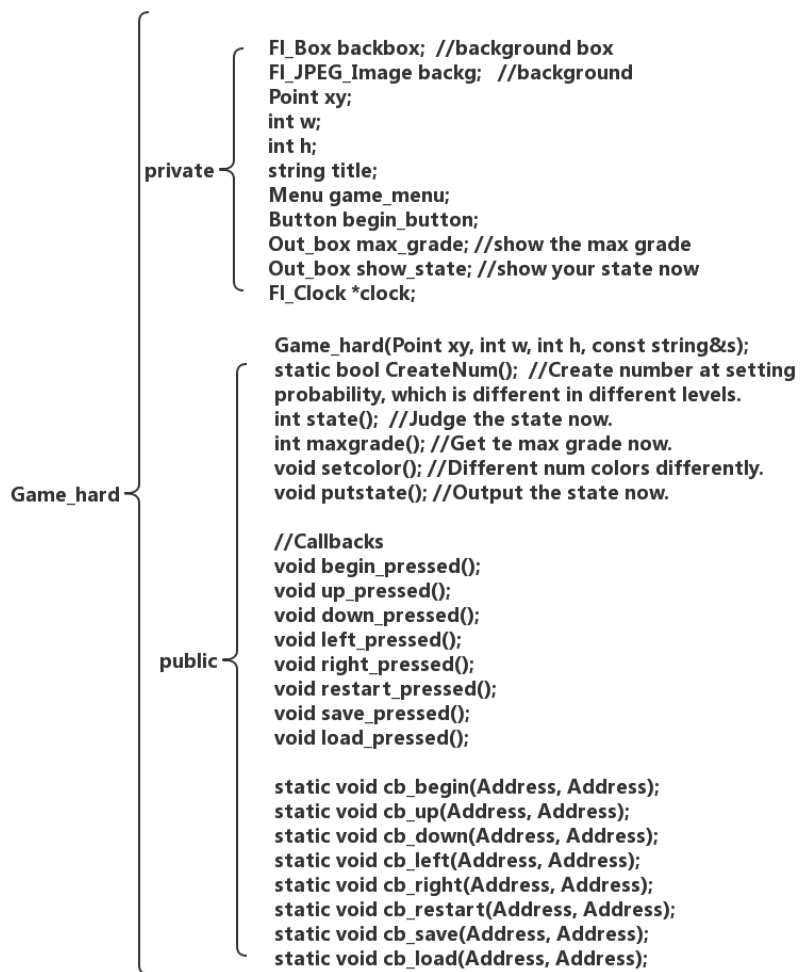 Fl_Box backbox;  //background box
Fl_JPEG_Image backg;   //background
Point xy;
int w;
int h;
private
string title;
Menu game_menu;
Button begin_button;
Out_box max_grade; //show the max grade
Out_box show_state; //show your state now
Fl_Clock *clock;
Game_hard(Point xy, int w, int h, const string&s);
static bool CreateNum();  //Create number at setting
probability, which is different in different levels.
int state();  //Judge the state now.
int maxgrade(); //Get te max grade now.
void setcolor(); //Different num colors differently.
Game_hard
void putstate(); //Output the state now.
//Callbacks
void begin_pressed();
void up_pressed();
void down_pressed();
void left_pressed();
public
void right_pressed();
void restart_pressed();
void save_pressed();
void load_pressed();
static void cb_begin(Address, Address);
static void cb_up(Address, Address);
static void cb_down(Address, Address);
static void cb_left(Address, Address);
static void cb_right(Address, Address);
static void cb_restart(Address, Address);
static void cb_save(Address, Address);
static void cb_load(Address, Address);